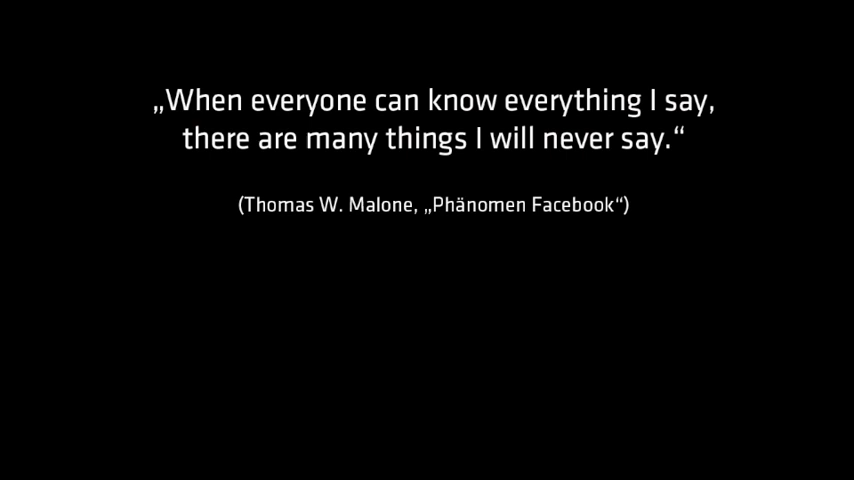 „When everyone can know everything I say,
there are many things I will never say.“
(Thomas W. Malone, „Phänomen Facebook“)